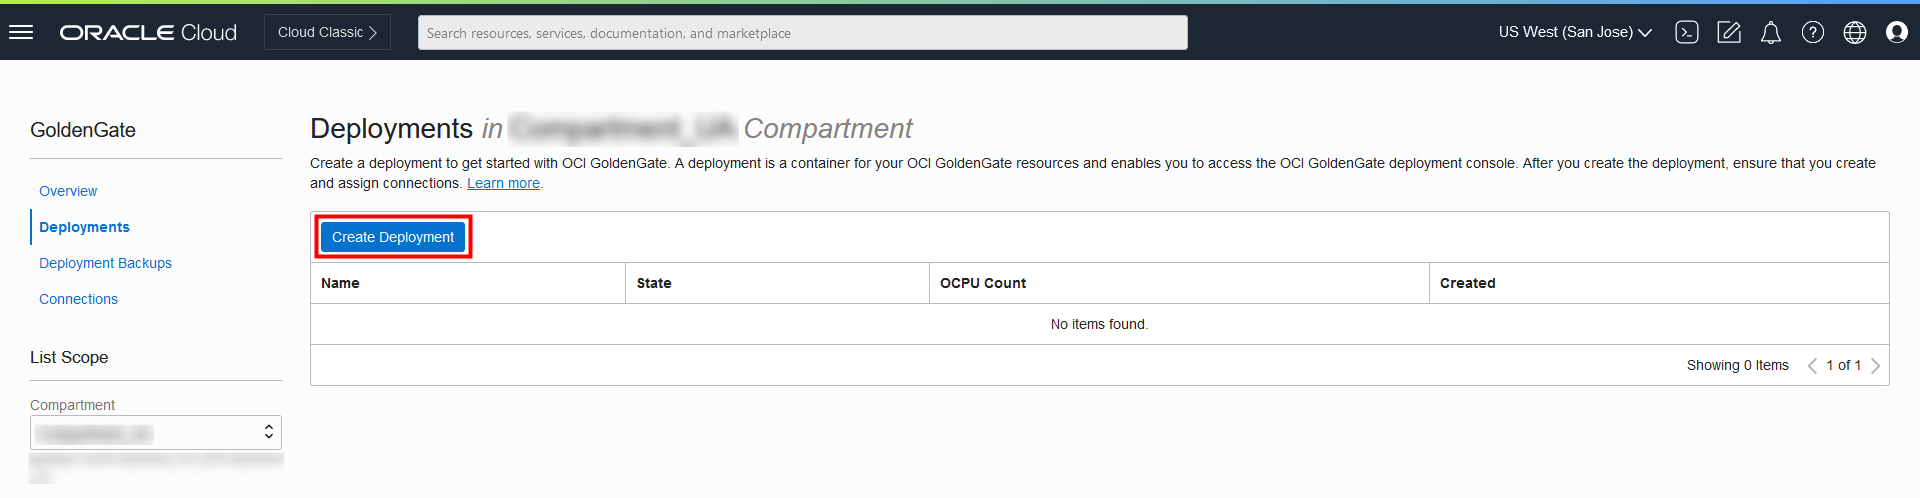 ORACLE Cloud
Cloud Classic
Search resources, services, documentation, and marketplace
US West (San Jose)
GoldenGate
Overview
Deployments
Deployment Backups
Connections
List Scope
Compartment
Deployments in Compartment
Create a deployment to get started with OCI GoldenGate. A deployment is a container for your OCI GoldenGate resources and enables you to access the OCI GoldenGate deployment console. After you create the deployment, ensure that you create
and assign connections. Learn more.
Create Deployment
Name State OCPU Count Created
No items found.
Showing 0 Items 1 of 1